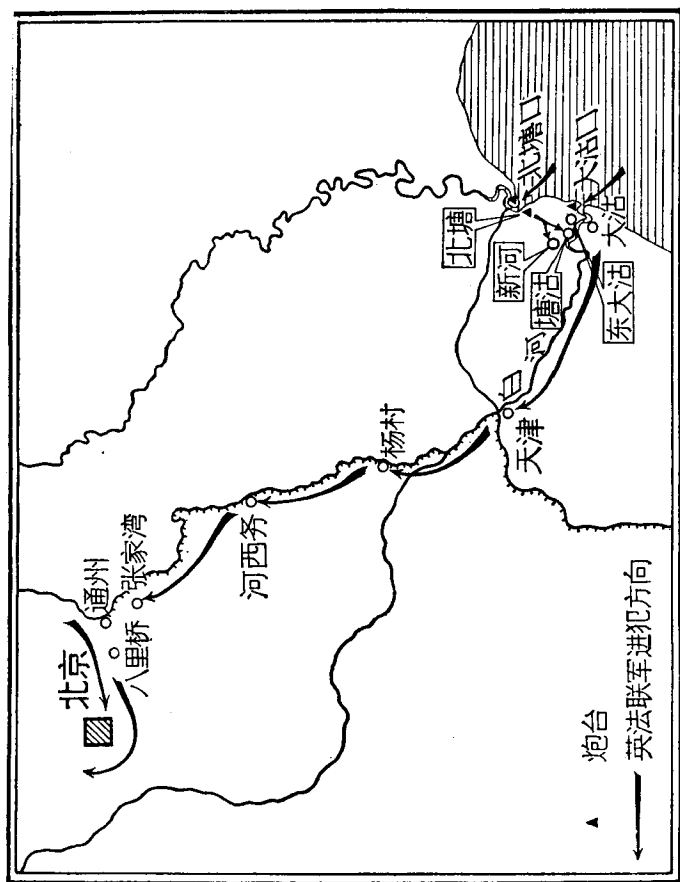 北京
通州
八里桥
张家湾
河西务
杨村
天津
白河
北塘
北塘口
新河
塘沽
大沽口
大沽
东大沽
炮台
英法联军进犯方向